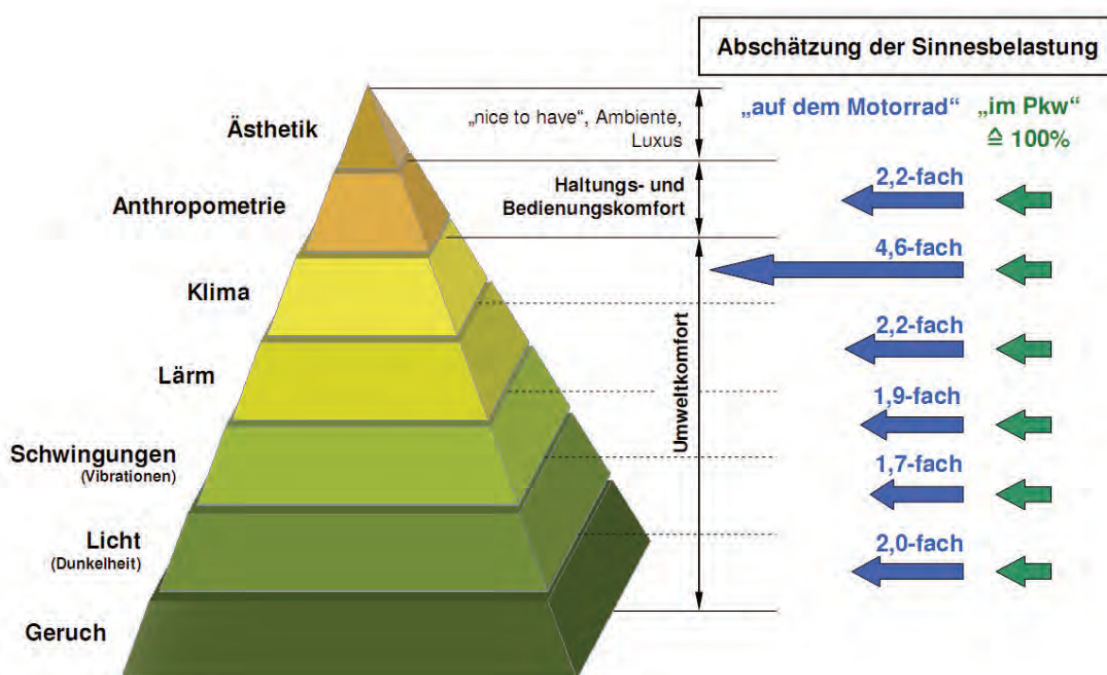 Abschätzung der Sinnesbelastung
„auf dem Motorrad“
„im Pkw“
≙ 100%
Ästhetik
„nice to have“, Ambiente,
Luxus
Anthropometrie
Haltungs- und
Bedienungskomfort
2,2-fach
Klima
4,6-fach
Lärm
2,2-fach
Umweltkomfort
Schwingungen
(Vibrationen)
1,9-fach
Licht
(Dunkelheit)
1,7-fach
Geruch
2,0-fach